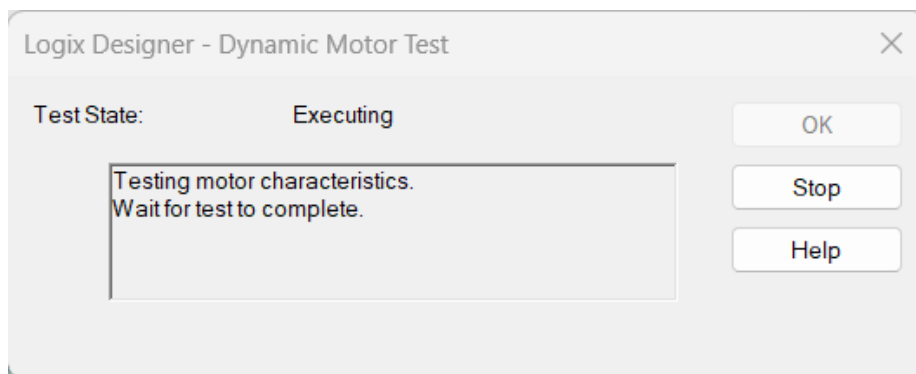 Logix Designer - Dynamic Motor Test
Test State: Executing
OK
Testing motor characteristics.
Wait for test to complete.
Stop
Help